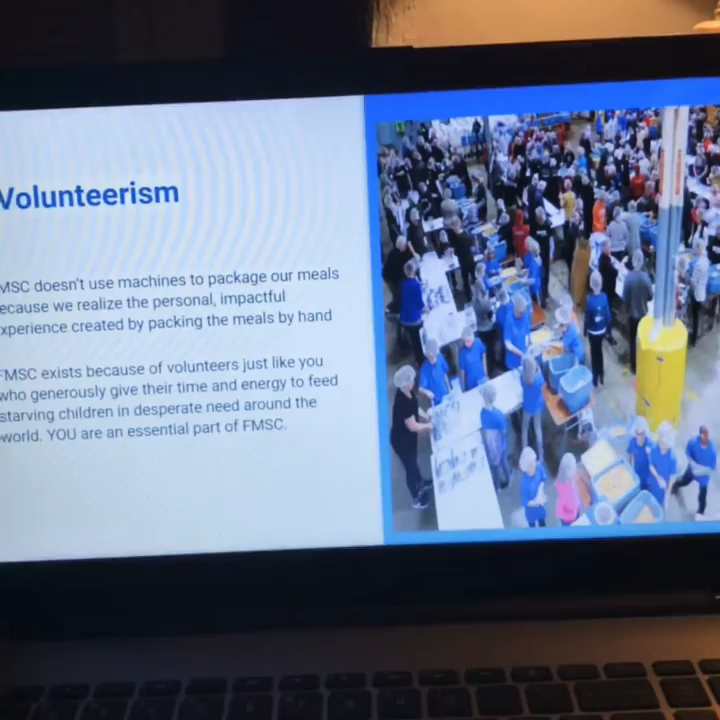 Volunteerism
MSC doesn't use machines to package our meals
ecause we realize the personal, impactful
xperience created by packing the meals by hand
FMSC exists because of volunteers just like you
who generously give their time and energy to feed
starving children in desperate need around the
world. YOU are an essential part of FMSC.